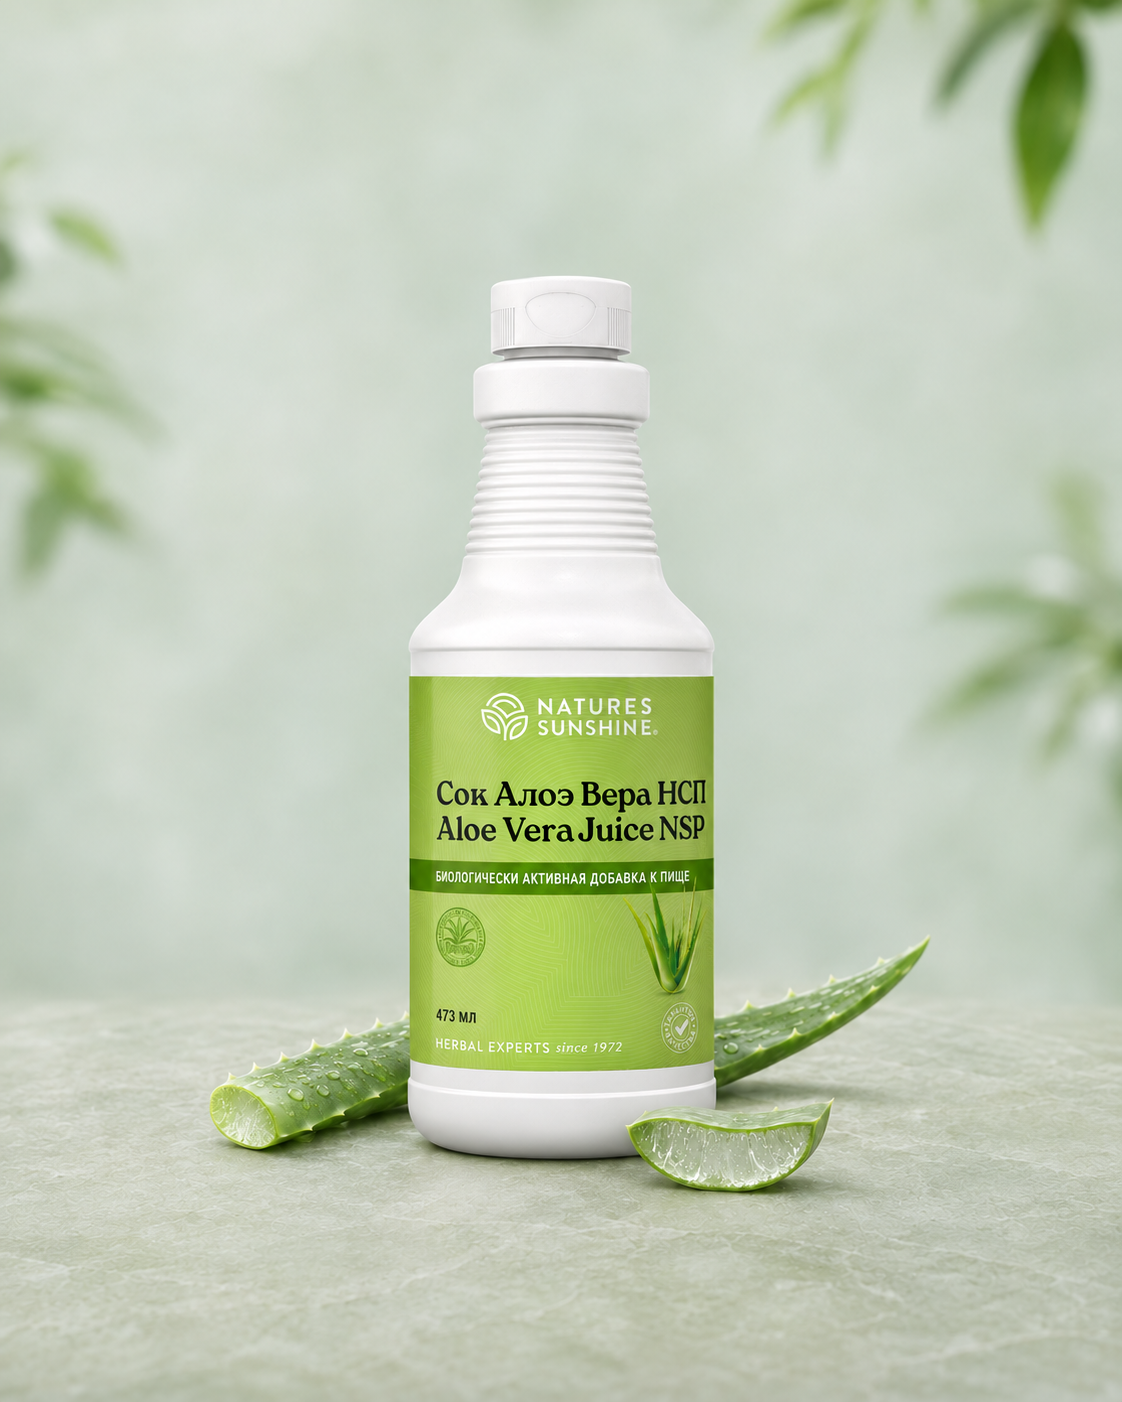 NATURES
SUNSHINE®
Сок Алоэ Вера НСП
Aloe Vera Juice NSP
БИОЛОГИЧЕСКИ АКТИВНАЯ ДОБАВКА К ПИЩЕ
473 МЛ
HERBAL EXPERTS since 1972